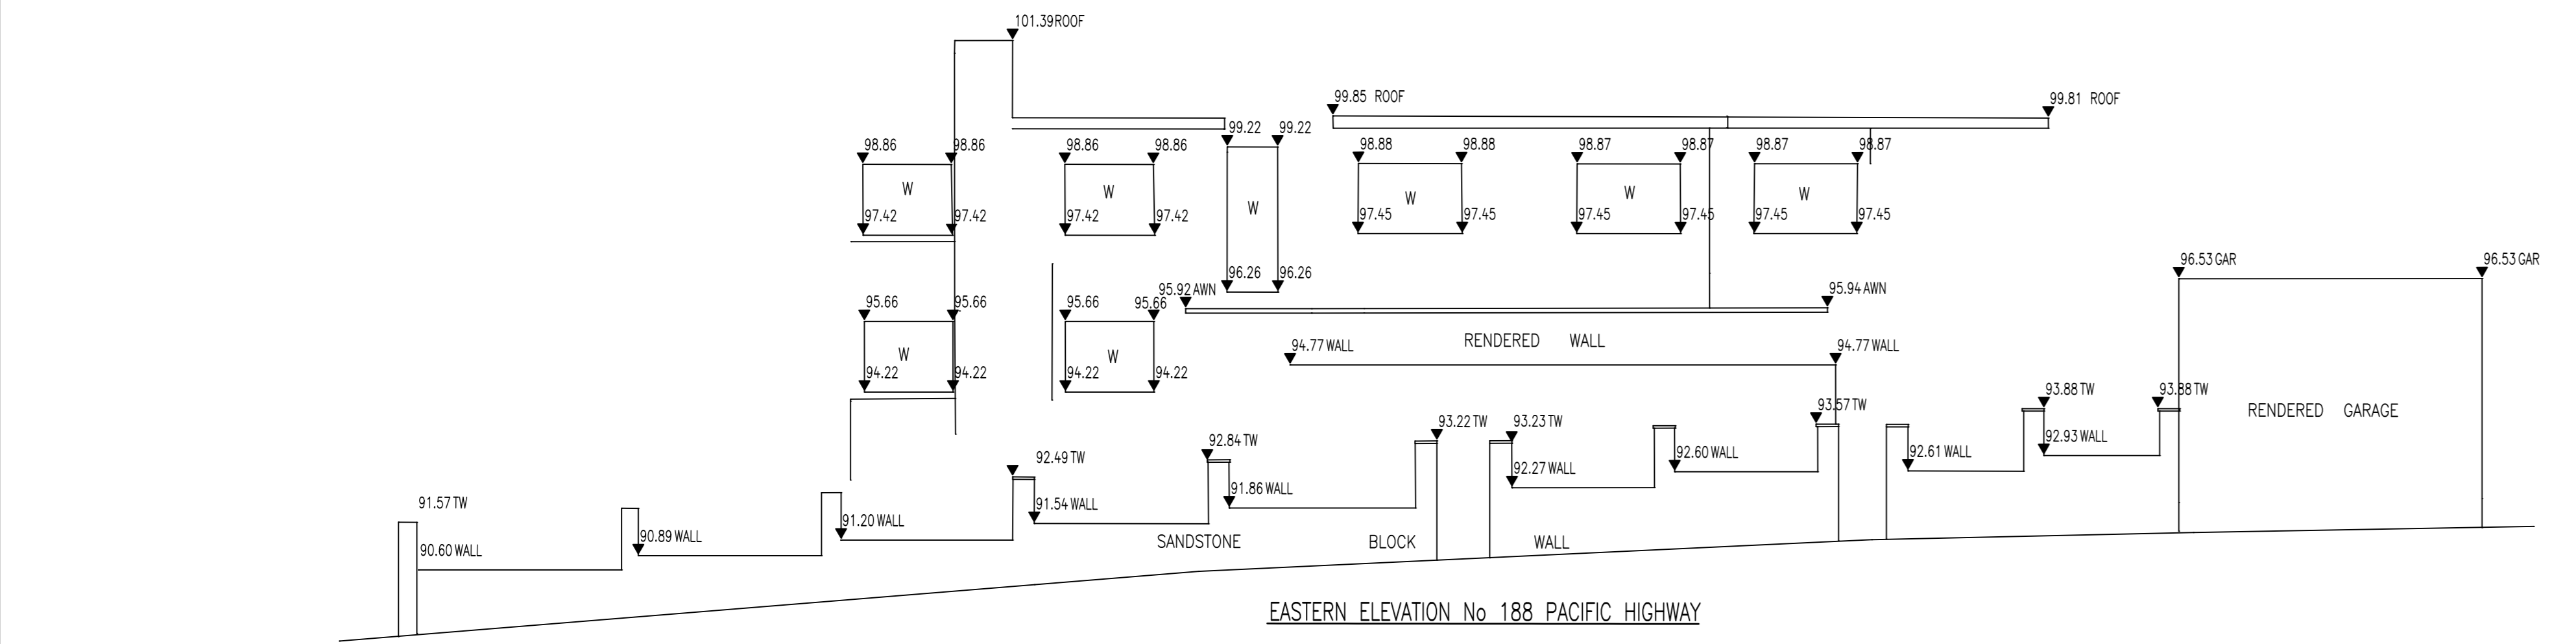 101.39 ROOF
99.85 ROOF
99.81 ROOF
99.22 99.22
98.86 98.86 98.86 98.86 98.88 98.88 98.87 98.87 98.87 98.87
W W W W W W
97.42 97.42 97.42 97.42 97.45 97.45 97.45 97.45 97.45 97.45
96.53 GAR 96.53 GAR
96.26 96.26
95.92 AWN 95.94 AWN
95.66 95.66 95.66 95.66
RENDERED WALL
94.77 WALL 94.77 WALL
W W
94.22 94.22 94.22 94.22
93.88 TW 93.88 TW
93.57 TW
RENDERED GARAGE
93.22 TW 93.23 TW
92.84 TW
92.93 WALL
92.60 WALL 92.61 WALL
92.49 TW
92.27 WALL
91.86 WALL
91.57 TW
91.54 WALL
91.20 WALL
90.89 WALL
SANDSTONE BLOCK WALL
90.60 WALL
EASTERN ELEVATION No 188 PACIFIC HIGHWAY